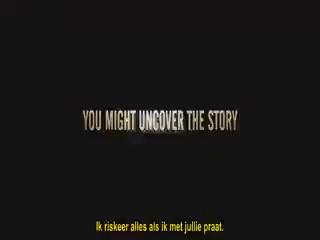 YOU MIGHT UNCOVER THE STORY
Ik riskeer alles als ik met jullie praat.